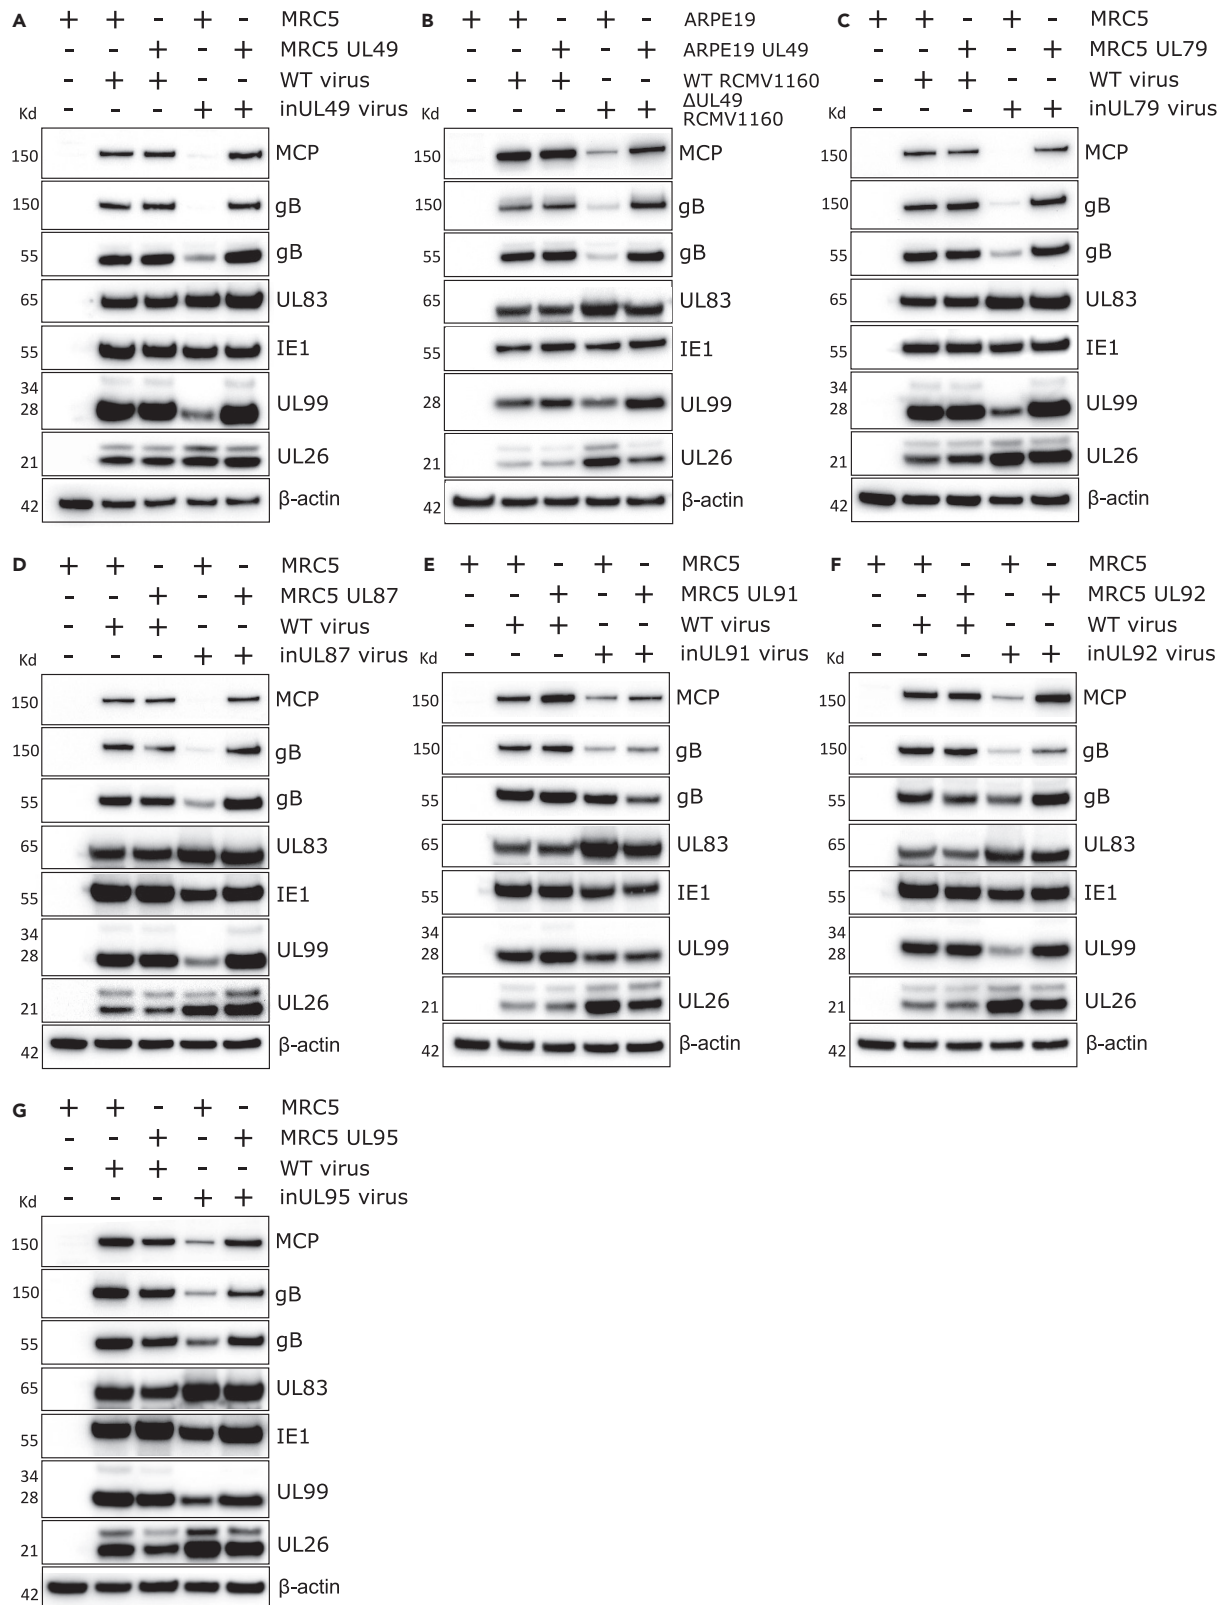 A + + - + - MRC5
- - + - + MRC5 UL49
- + + - - WT virus
Kd - - - + + inUL49 virus
150 MCP
150 gB
55 gB
65 UL83
55 IE1
34
28 UL99
21 UL26
42 β-actin
B + + - + - ARPE19
- - + - + ARPE19 UL49
- + + - - WT RCMV1160
Kd - - - + + ΔUL49
RCMV1160
150 MCP
150 gB
55 gB
65 UL83
55 IE1
28 UL99
21 UL26
42 β-actin
C + + - + - MRC5
- - + - + MRC5 UL79
- + + - - WT virus
Kd - - - + + inUL79 virus
150 MCP
150 gB
55 gB
65 UL83
55 IE1
34
28 UL99
21 UL26
42 β-actin
D + + - + - MRC5
- - + - + MRC5 UL87
- + + - - WT virus
Kd - - - + + inUL87 virus
150 MCP
150 gB
55 gB
65 UL83
55 IE1
34
28 UL99
21 UL26
42 β-actin
E + + - + - MRC5
- - + - + MRC5 UL91
- + + - - WT virus
Kd - - - + + inUL91 virus
150 MCP
150 gB
55 gB
65 UL83
55 IE1
34
28 UL99
21 UL26
42 β-actin
F + + - + - MRC5
- - + - + MRC5 UL92
- + + - - WT virus
Kd - - - + + inUL92 virus
150 MCP
150 gB
55 gB
65 UL83
55 IE1
34
28 UL99
21 UL26
42 β-actin
G + + - + - MRC5
- - + - + MRC5 UL95
- + + - - WT virus
Kd - - - + + inUL95 virus
150 MCP
150 gB
55 gB
65 UL83
55 IE1
34
28 UL99
21 UL26
42 β-actin